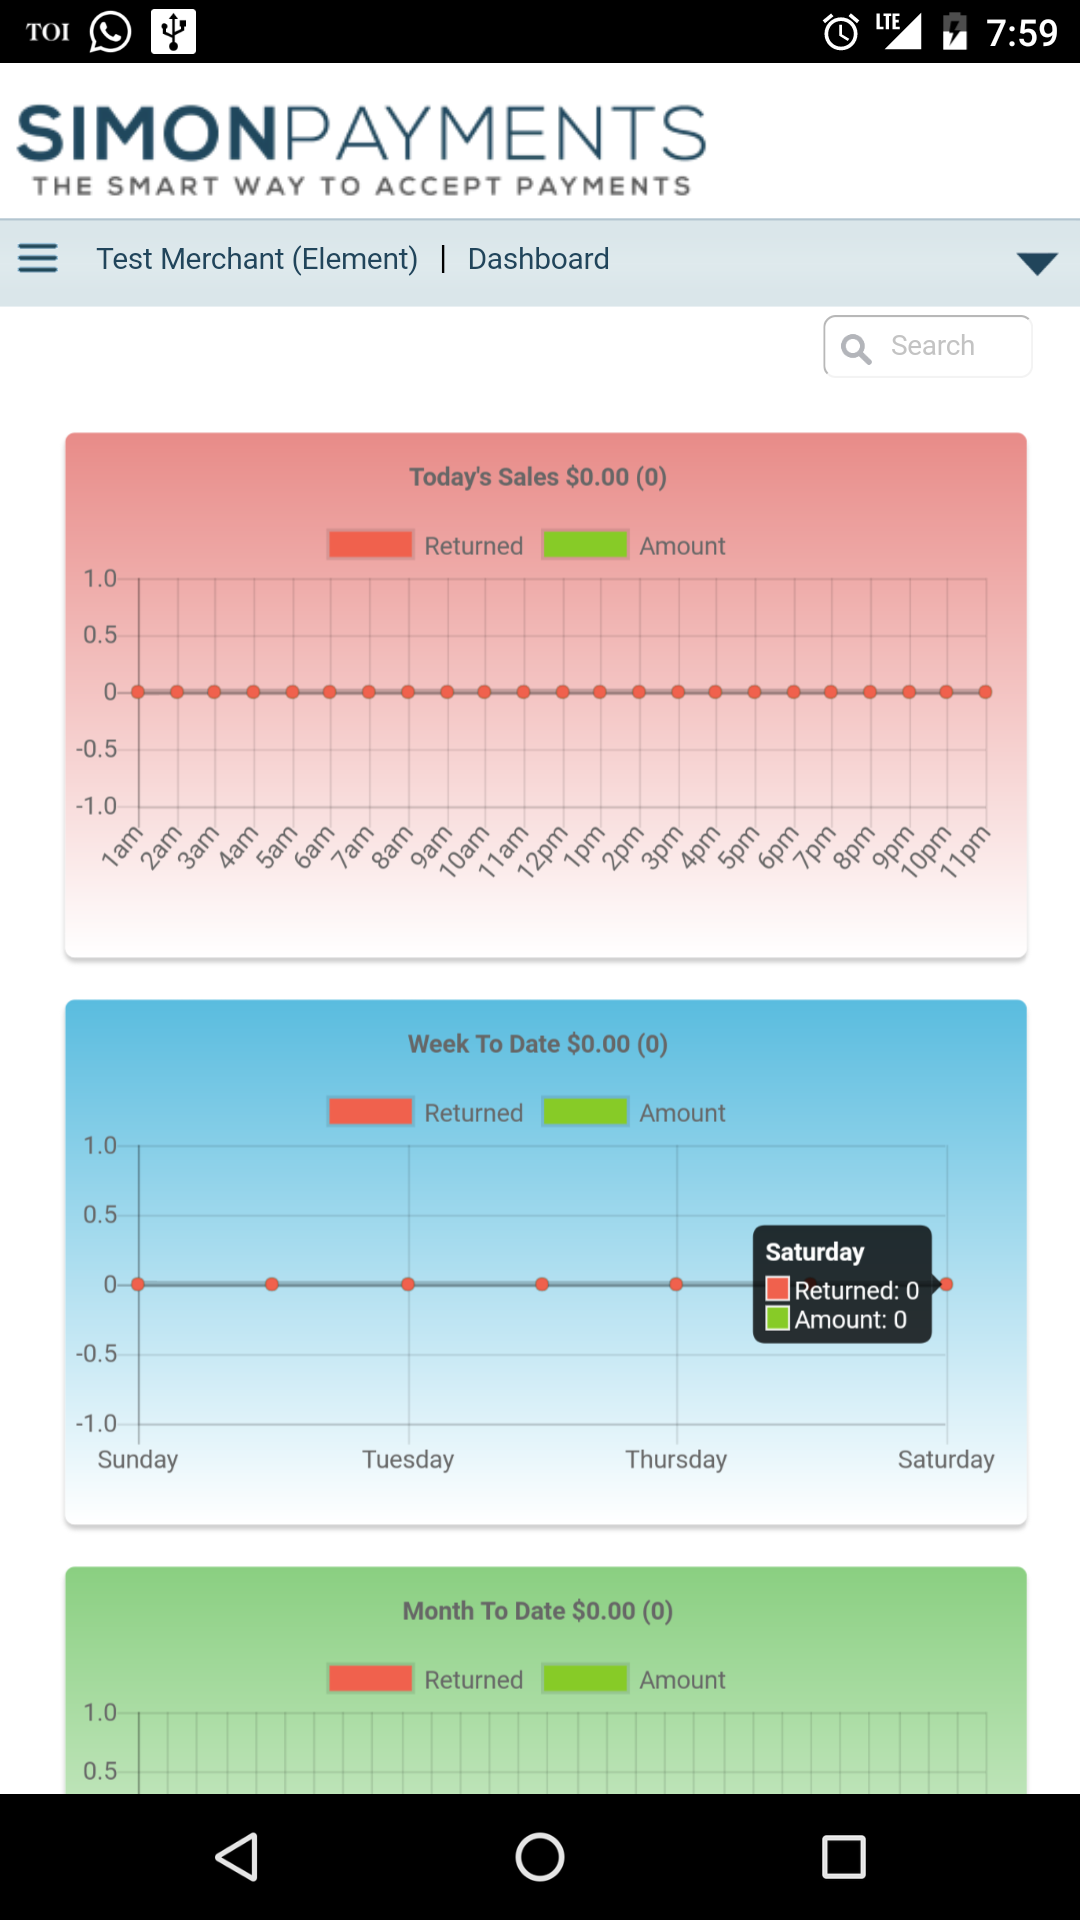 TOI LTE 7:59
SIMONPAYMENTS
THE SMART WAY TO ACCEPT PAYMENTS
Test Merchant (Element) | Dashboard
Search
Today's Sales $0.00 (0)
Returned Amount
1.0
0.5
0
-0.5
-1.0
1am 2am 3am 4am 5am 6am 7am 8am 9am 10am 11am 12pm 1pm 2pm 3pm 4pm 5pm 6pm 7pm 8pm 9pm 10pm 11pm
Week To Date $0.00 (0)
Returned Amount
1.0
0.5
0
-0.5
-1.0
Saturday
Returned: 0
Amount: 0
Sunday Tuesday Thursday Saturday
Month To Date $0.00 (0)
Returned Amount
1.0
0.5